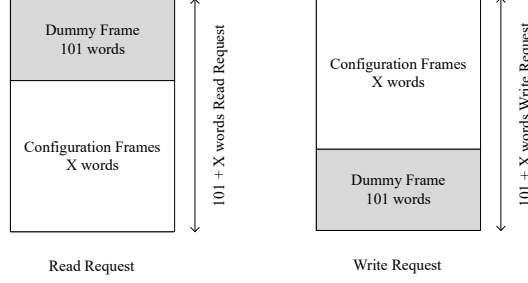 Dummy Frame
101 words
Configuration Frames
X words
101 + X words Read Request
Read Request
Configuration Frames
X words
Dummy Frame
101 words
101 + X words Write Request
Write Request